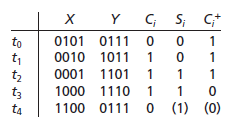 X Y Cᵢ Sᵢ Cᵢ⁺
t₀ 0101 0111 0 0 1
t₁ 0010 1011 1 0 1
t₂ 0001 1101 1 1 1
t₃ 1000 1110 1 1 0
t₄ 1100 0111 0 (1) (0)